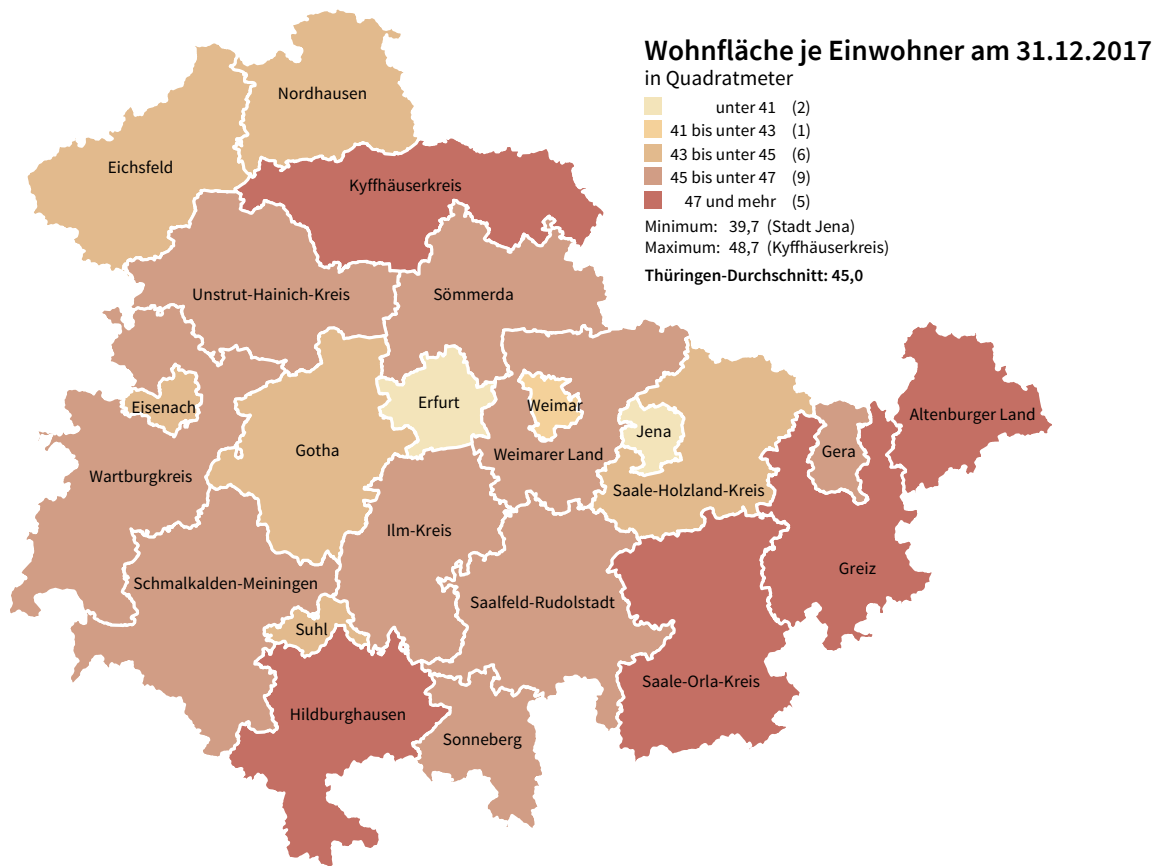 Wohnfläche je Einwohner am 31.12.2017
in Quadratmeter
unter 41 (2)
41 bis unter 43 (1)
43 bis unter 45 (6)
45 bis unter 47 (9)
47 und mehr (5)
Minimum: 39,7 (Stadt Jena)
Maximum: 48,7 (Kyffhäuserkreis)
Thüringen-Durchschnitt: 45,0
Nordhausen
Eichsfeld
Kyffhäuserkreis
Unstrut-Hainich-Kreis
Sömmerda
Eisenach
Erfurt
Weimar
Altenburger Land
Jena
Gotha
Weimarer Land
Gera
Wartburgkreis
Saale-Holzland-Kreis
Ilm-Kreis
Greiz
Schmalkalden-Meiningen
Saalfeld-Rudolstadt
Suhl
Saale-Orla-Kreis
Hildburghausen
Sonneberg